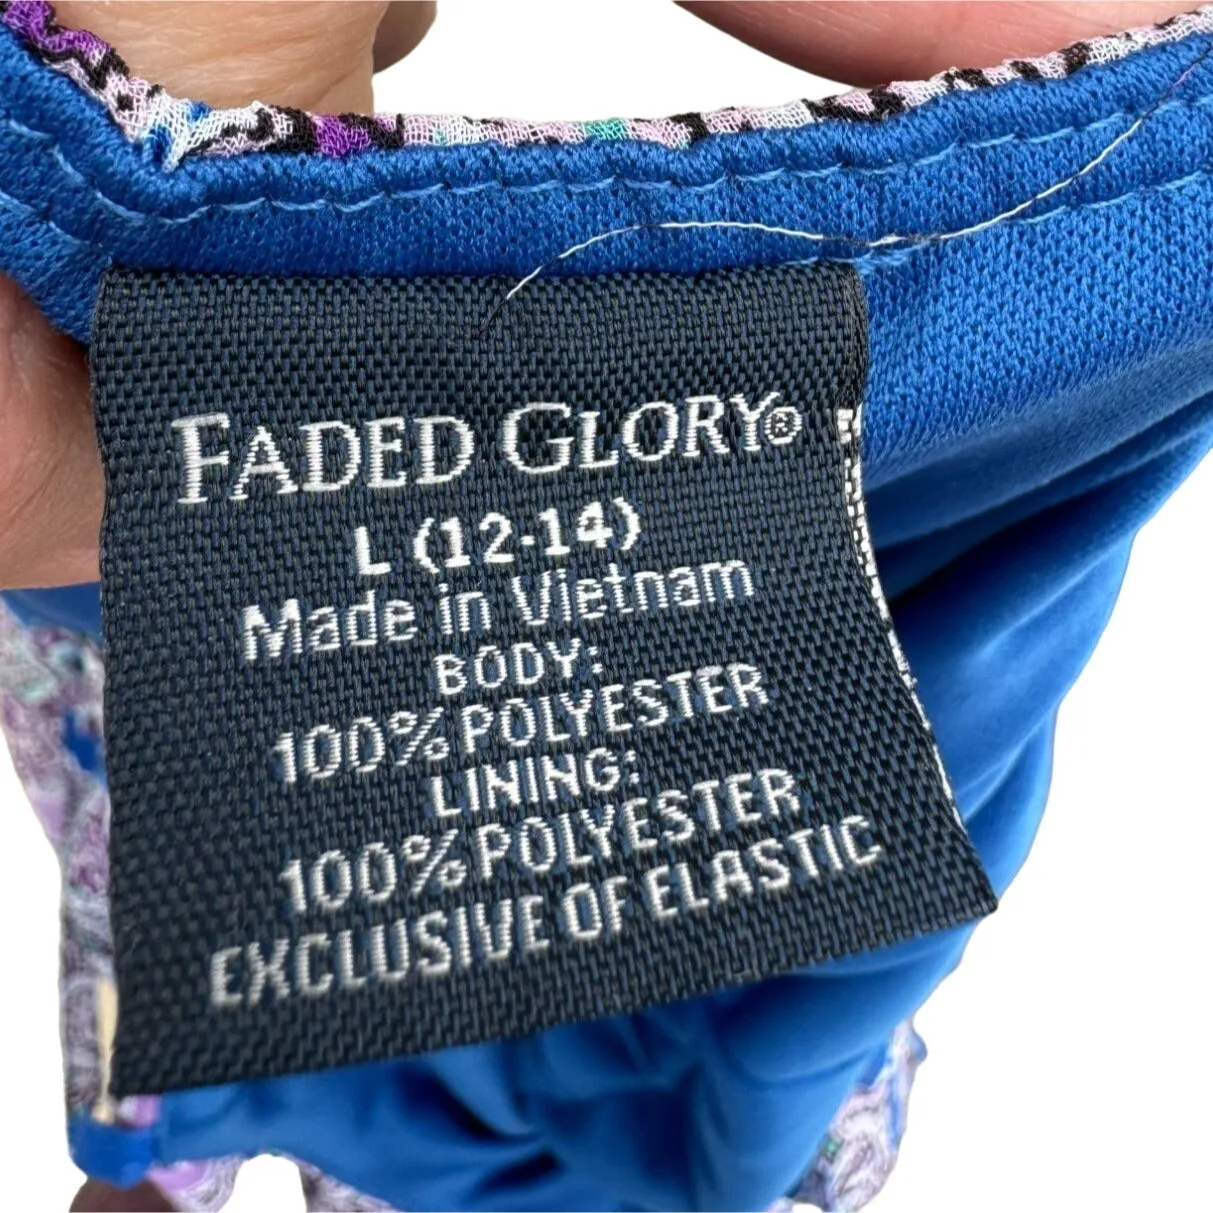 FADED GLORY®
L (12-14)
Made in Vietnam
BODY:
100% POLYESTER
LINING:
100% POLYESTER
EXCLUSIVE OF ELASTIC